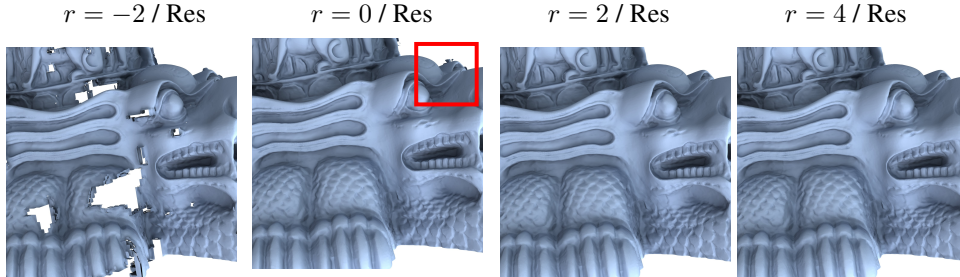 r = −2 / Res
r = 0 / Res
r = 2 / Res
r = 4 / Res